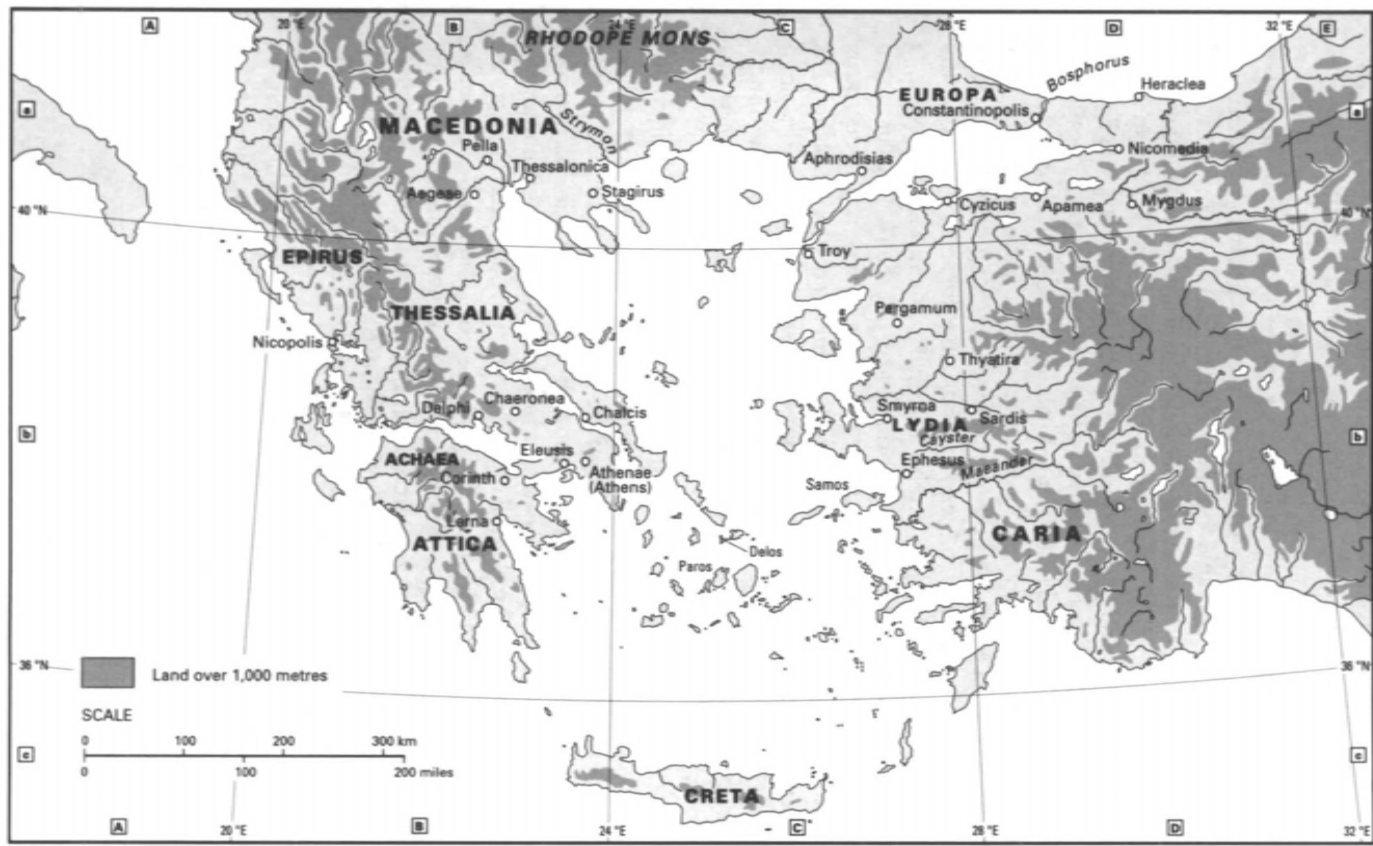 A
20 °E
B
24 °E
C
28 °E
D
32 °E
E
RHODOPE MONS
Bosphorus
Heraclea
EUROPA
Constantinopolis
a
a
Strymon
MACEDONIA
Pella
Thessalonica
Nicomedia
Aphrodisias
Aegeae
Stagirus
Cyzicus
Apamea
Mygdus
40 °N
40 °N
Troy
EPIRUS
THESSALIA
Pergamum
Nicopolis
Thyatira
Chaeronea
Delphi
Chalcis
Smyrna
Sardis
LYDIA
Cayster
b
b
Eleusis
ACHAEA
Ephesus
Maeander
Athenae
(Athens)
Corinth
Samos
Lerna
CARIA
ATTICA
Delos
Paros
36 °N
36 °N
Land over 1,000 metres
SCALE
0 100 200 300 km
0 100 200 miles
c
c
CRETA
A
20 °E
B
24 °E
C
28 °E
D
32 °E